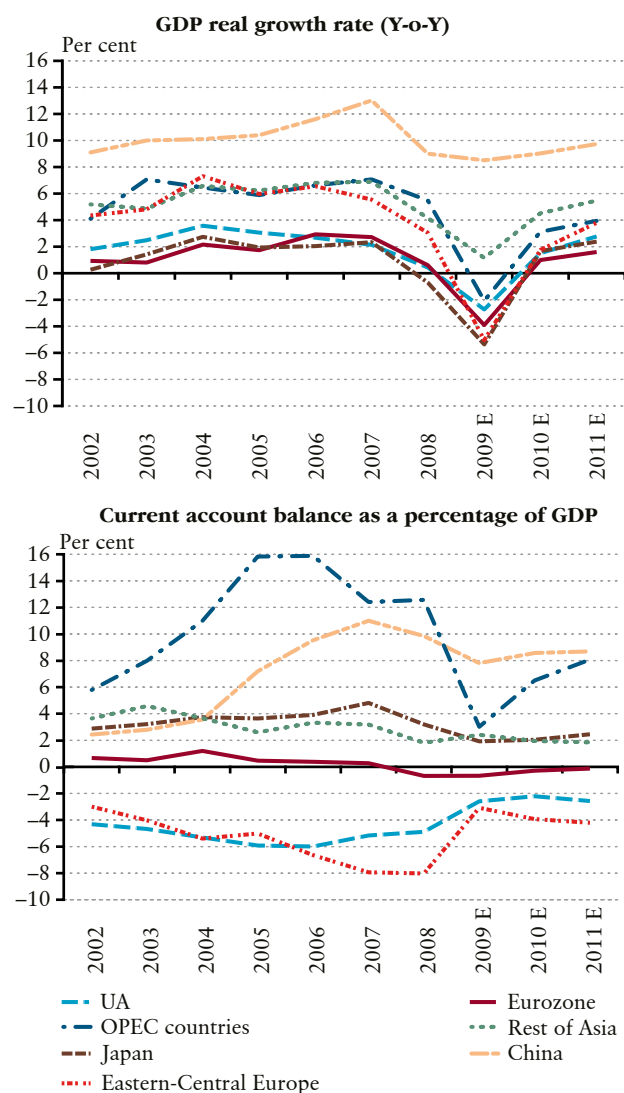 GDP real growth rate (Y-o-Y)
Per cent
16
14
12
10
8
6
4
2
0
−2
−4
−6
−8
−10
2002
2003
2004
2005
2006
2007
2008
2009 E
2010 E
2011 E
Current account balance as a percentage of GDP
Per cent
16
14
12
10
8
6
4
2
0
−2
−4
−6
−8
−10
2002
2003
2004
2005
2006
2007
2008
2009 E
2010 E
2011 E
UA
OPEC countries
Japan
Eastern-Central Europe
Eurozone
Rest of Asia
China